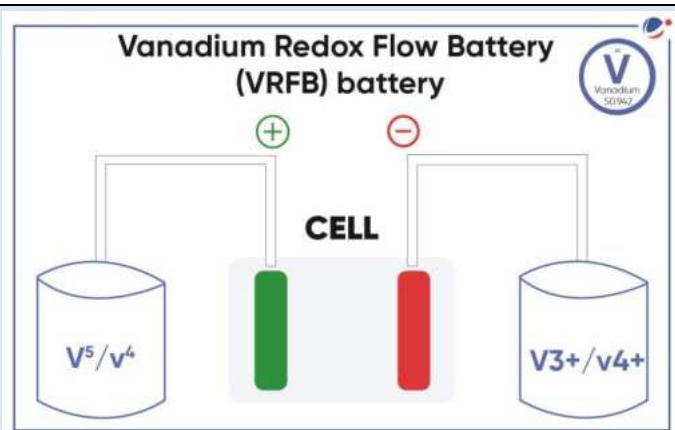 Vanadium Redox Flow Battery
(VRFB) battery
V
Vanadium
50.942
+
−
CELL
V⁵/v⁴
V3+/v4+